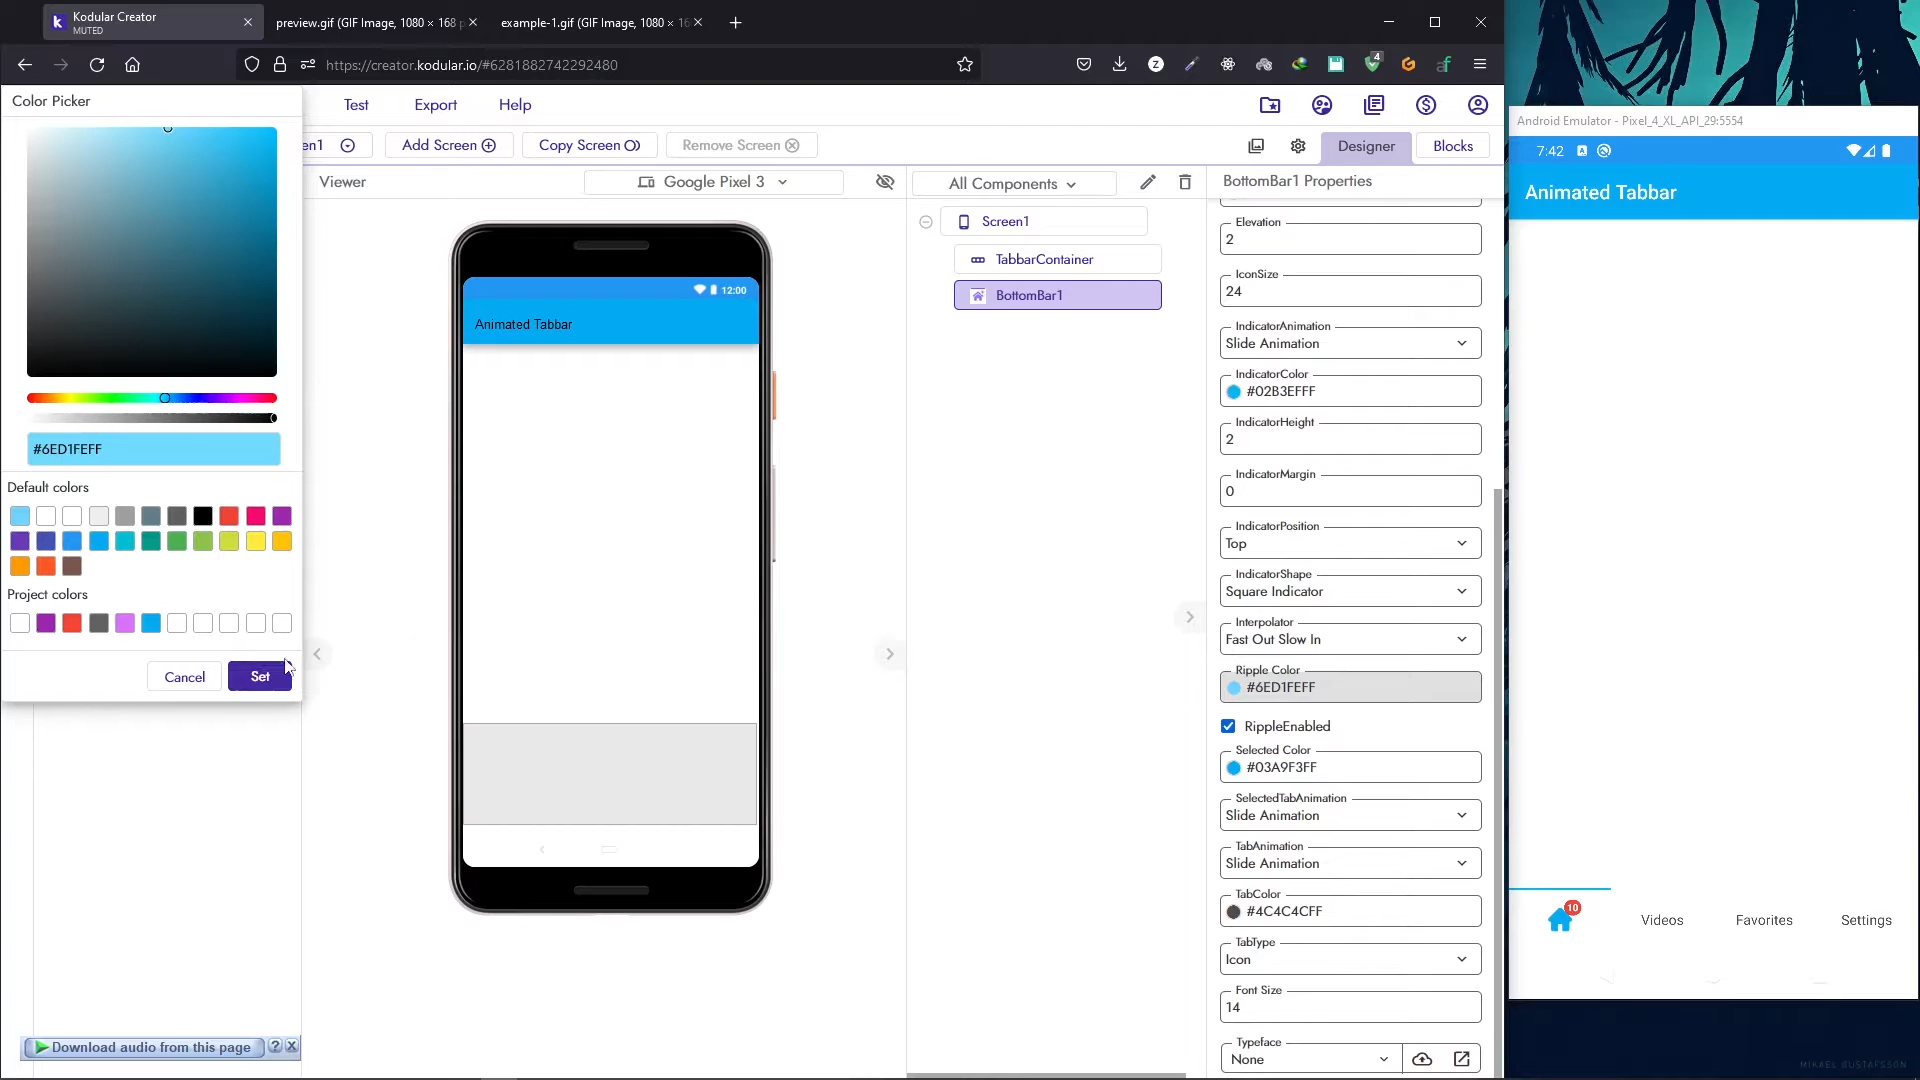 Kodular Creator
MUTED
preview.gif (GIF Image, 1080 × 168 p
example-1.gif (GIF Image, 1080 × 16
https://creator.kodular.io/#6281882742292480
4
Color Picker
Test
Export
Help
en1
Add Screen
Copy Screen
Remove Screen
Designer
Blocks
Viewer
Google Pixel 3
All Components
BottomBar1 Properties
#6ED1FEFF
Default colors
Project colors
Cancel
Set
Download audio from this page
?
12:00
Animated Tabbar
Screen1
TabbarContainer
BottomBar1
Elevation
2
IconSize
24
IndicatorAnimation
Slide Animation
IndicatorColor
#02B3EFFF
IndicatorHeight
2
IndicatorMargin
0
IndicatorPosition
Top
IndicatorShape
Square Indicator
Interpolator
Fast Out Slow In
Ripple Color
#6ED1FEFF
RippleEnabled
Selected Color
#03A9F3FF
SelectedTabAnimation
Slide Animation
TabAnimation
Slide Animation
TabColor
#4C4C4CFF
TabType
Icon
Font Size
14
Typeface
None
Android Emulator - Pixel_4_XL_API_29:5554
7:42
Animated Tabbar
10
Videos
Favorites
Settings
MIKAEL GUSTAFSSON